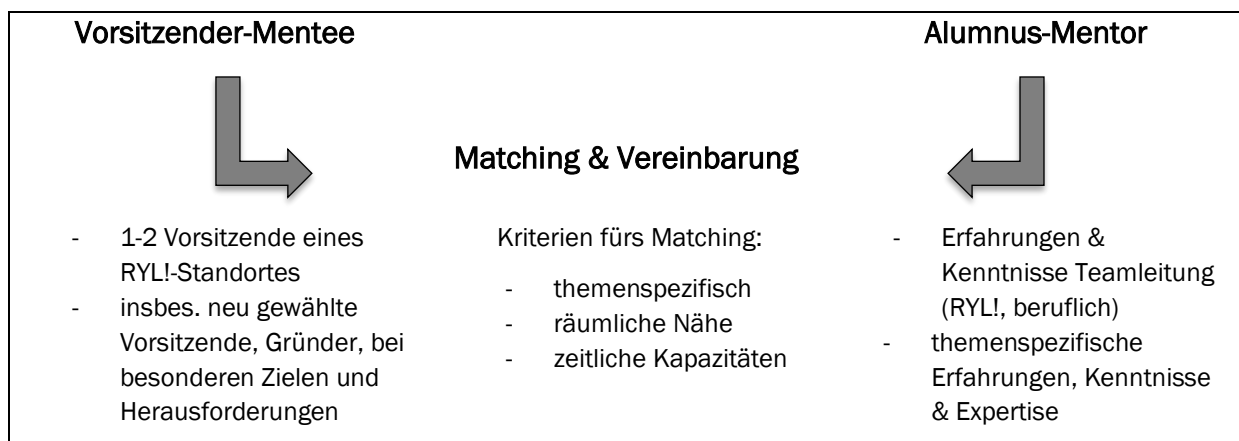 Vorsitzender-Mentee
Alumnus-Mentor
Matching & Vereinbarung
- 1-2 Vorsitzende eines
RYL!-Standortes
- insbes. neu gewählte
Vorsitzende, Gründer, bei
besonderen Zielen und
Herausforderungen
Kriterien fürs Matching:
- themenspezifisch
- räumliche Nähe
- zeitliche Kapazitäten
- Erfahrungen &
Kenntnisse Teamleitung
(RYL!, beruflich)
- themenspezifische
Erfahrungen, Kenntnisse
& Expertise